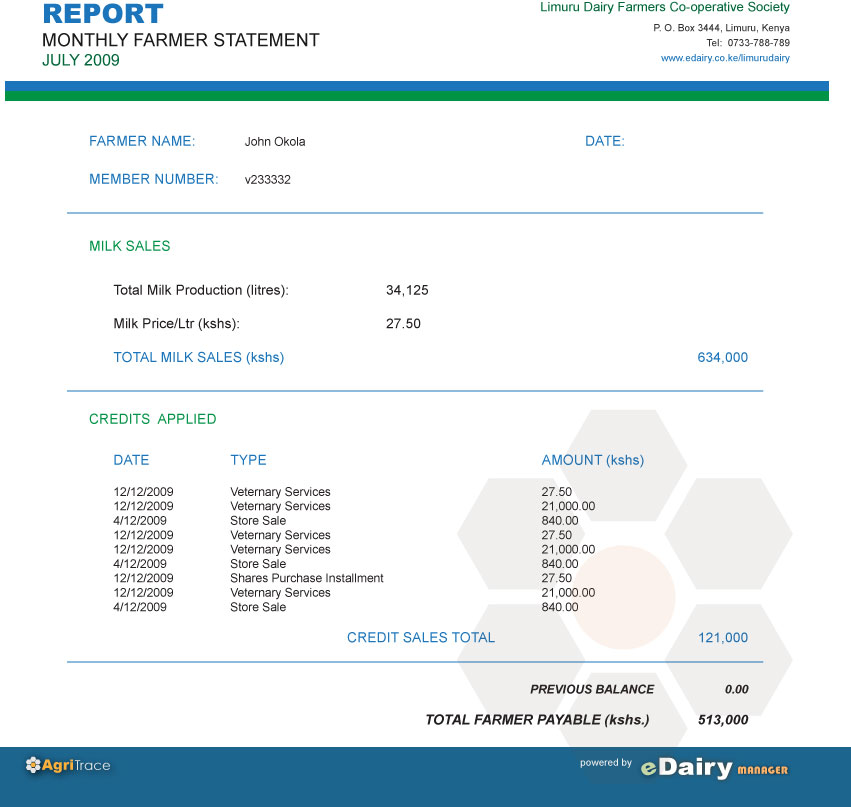 REPORT
MONTHLY FARMER STATEMENT
JULY 2009
Limuru Dairy Farmers Co-operative Society
P. O. Box 3444, Limuru, Kenya
Tel: 0733-788-789
www.edairy.co.ke/limurudairy
FARMER NAME: John Okola DATE:
MEMBER NUMBER: v233332
MILK SALES
Total Milk Production (litres): 34,125
Milk Price/Ltr (kshs): 27.50
TOTAL MILK SALES (kshs) 634,000
CREDITS APPLIED
DATE TYPE AMOUNT (kshs)
12/12/2009 Veternary Services 27.50
12/12/2009 Veternary Services 21,000.00
4/12/2009 Store Sale 840.00
12/12/2009 Veternary Services 27.50
12/12/2009 Veternary Services 21,000.00
4/12/2009 Store Sale 840.00
12/12/2009 Shares Purchase Installment 27.50
12/12/2009 Veternary Services 21,000.00
4/12/2009 Store Sale 840.00
CREDIT SALES TOTAL 121,000
PREVIOUS BALANCE 0.00
TOTAL FARMER PAYABLE (kshs.) 513,000
AgriTrace
powered by eDairy MANAGER